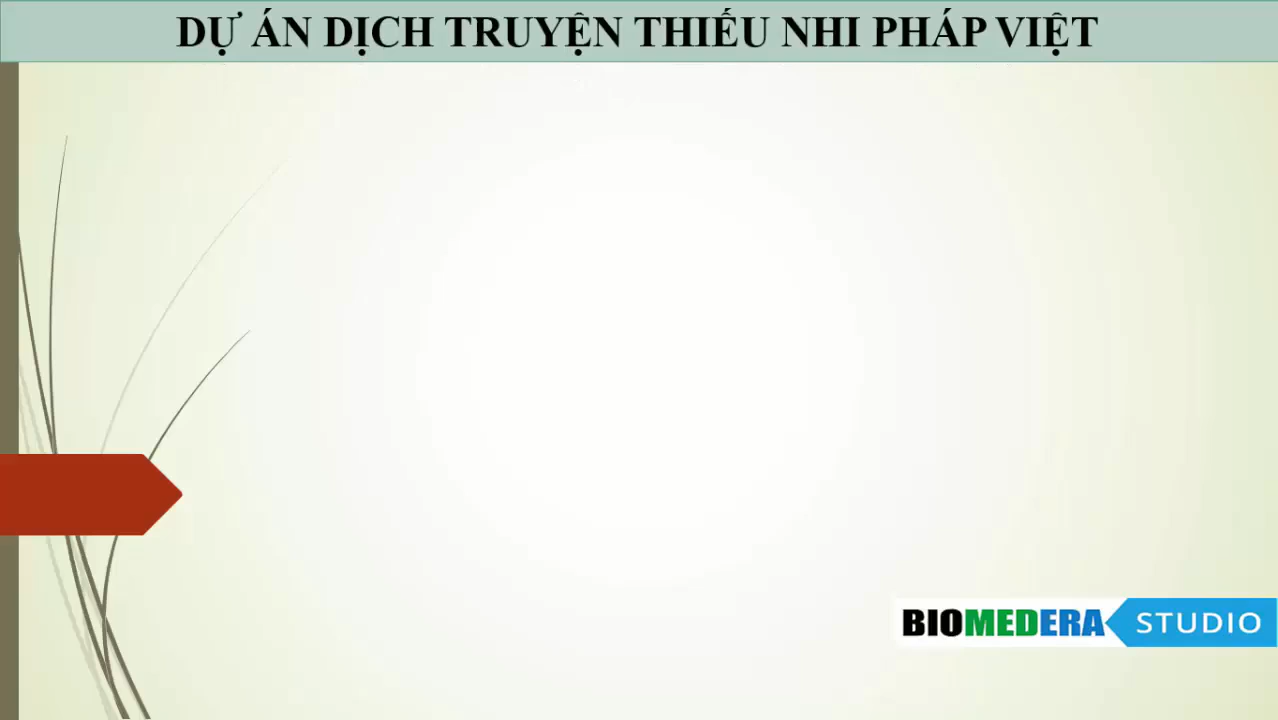 DỰ ÁN DỊCH TRUYỆN THIẾU NHI PHÁP VIỆT
BIOMEDERA STUDIO